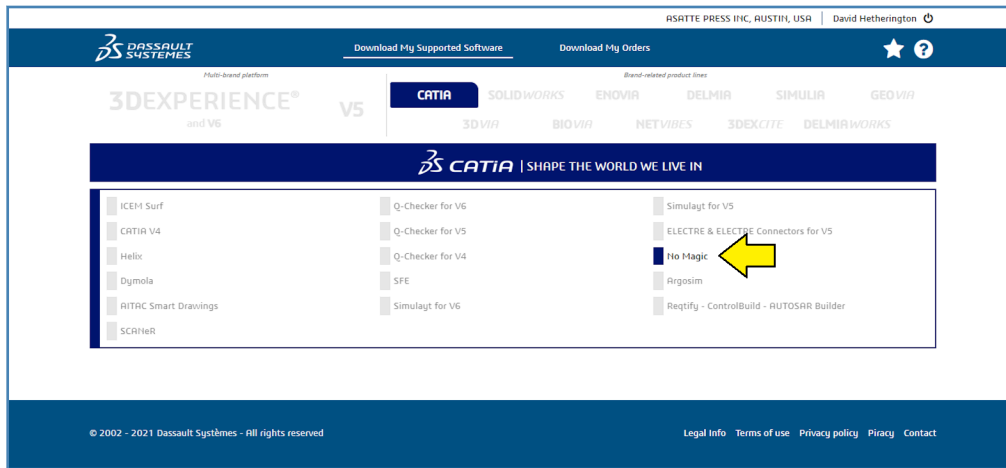 ASATTE PRESS INC, AUSTIN, USA | David Hetherington
DASSAULT SYSTEMES
Download My Supported Software Download My Orders
Multi-brand platform
Brand-related product lines
3DEXPERIENCE®
and V6
V5
CATIA SOLIDWORKS ENOVIA DELMIA SIMULIA GEOVIA
3DVIA BIOVIA NETVIBES 3DEXCITE DELMIAWORKS
CATIA | SHAPE THE WORLD WE LIVE IN
ICEM Surf
CATIA V4
Helix
Dymola
AITAC Smart Drawings
SCANeR
Q-Checker for V6
Q-Checker for V5
Q-Checker for V4
SFE
Simulayt for V6
Simulayt for V5
ELECTRE & ELECTRE Connectors for V5
No Magic
Argosim
Reqtify - ControlBuild - AUTOSAR Builder
© 2002 - 2021 Dassault Systèmes - All rights reserved
Legal Info Terms of use Privacy policy Piracy Contact